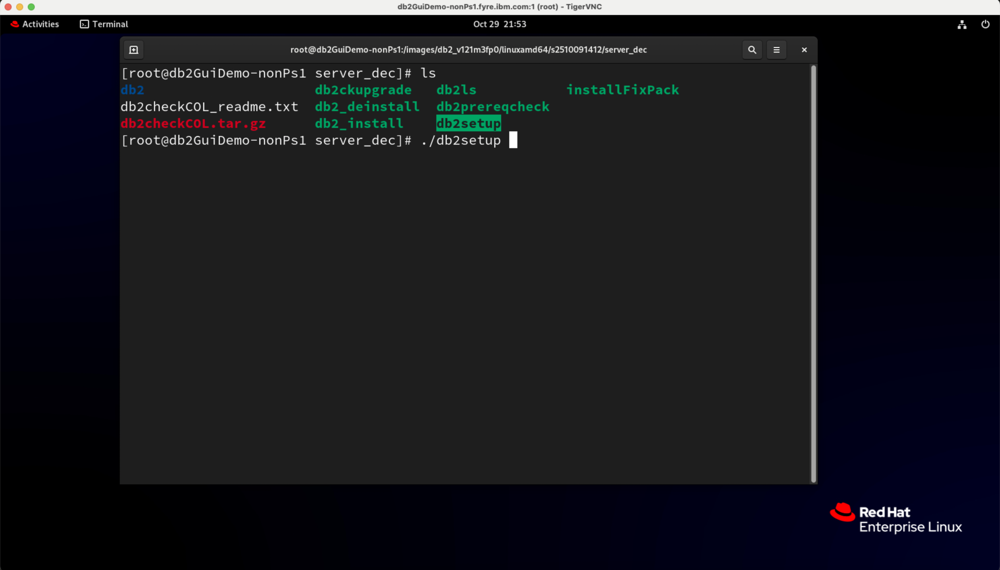 db2GuiDemo-nonPs1.fyre.ibm.com:1 (root) - TigerVNC
Activities Terminal Oct 29 21:53
root@db2GuiDemo-nonPs1:/images/db2_v121m3fp0/linuxamd64/s2510091412/server_dec
[root@db2GuiDemo-nonPs1 server_dec]# ls
db2 db2ckupgrade db2ls installFixPack
db2checkCOL_readme.txt db2_deinstall db2prereqcheck
db2checkCOL.tar.gz db2_install db2setup
[root@db2GuiDemo-nonPs1 server_dec]# ./db2setup
Red Hat
Enterprise Linux